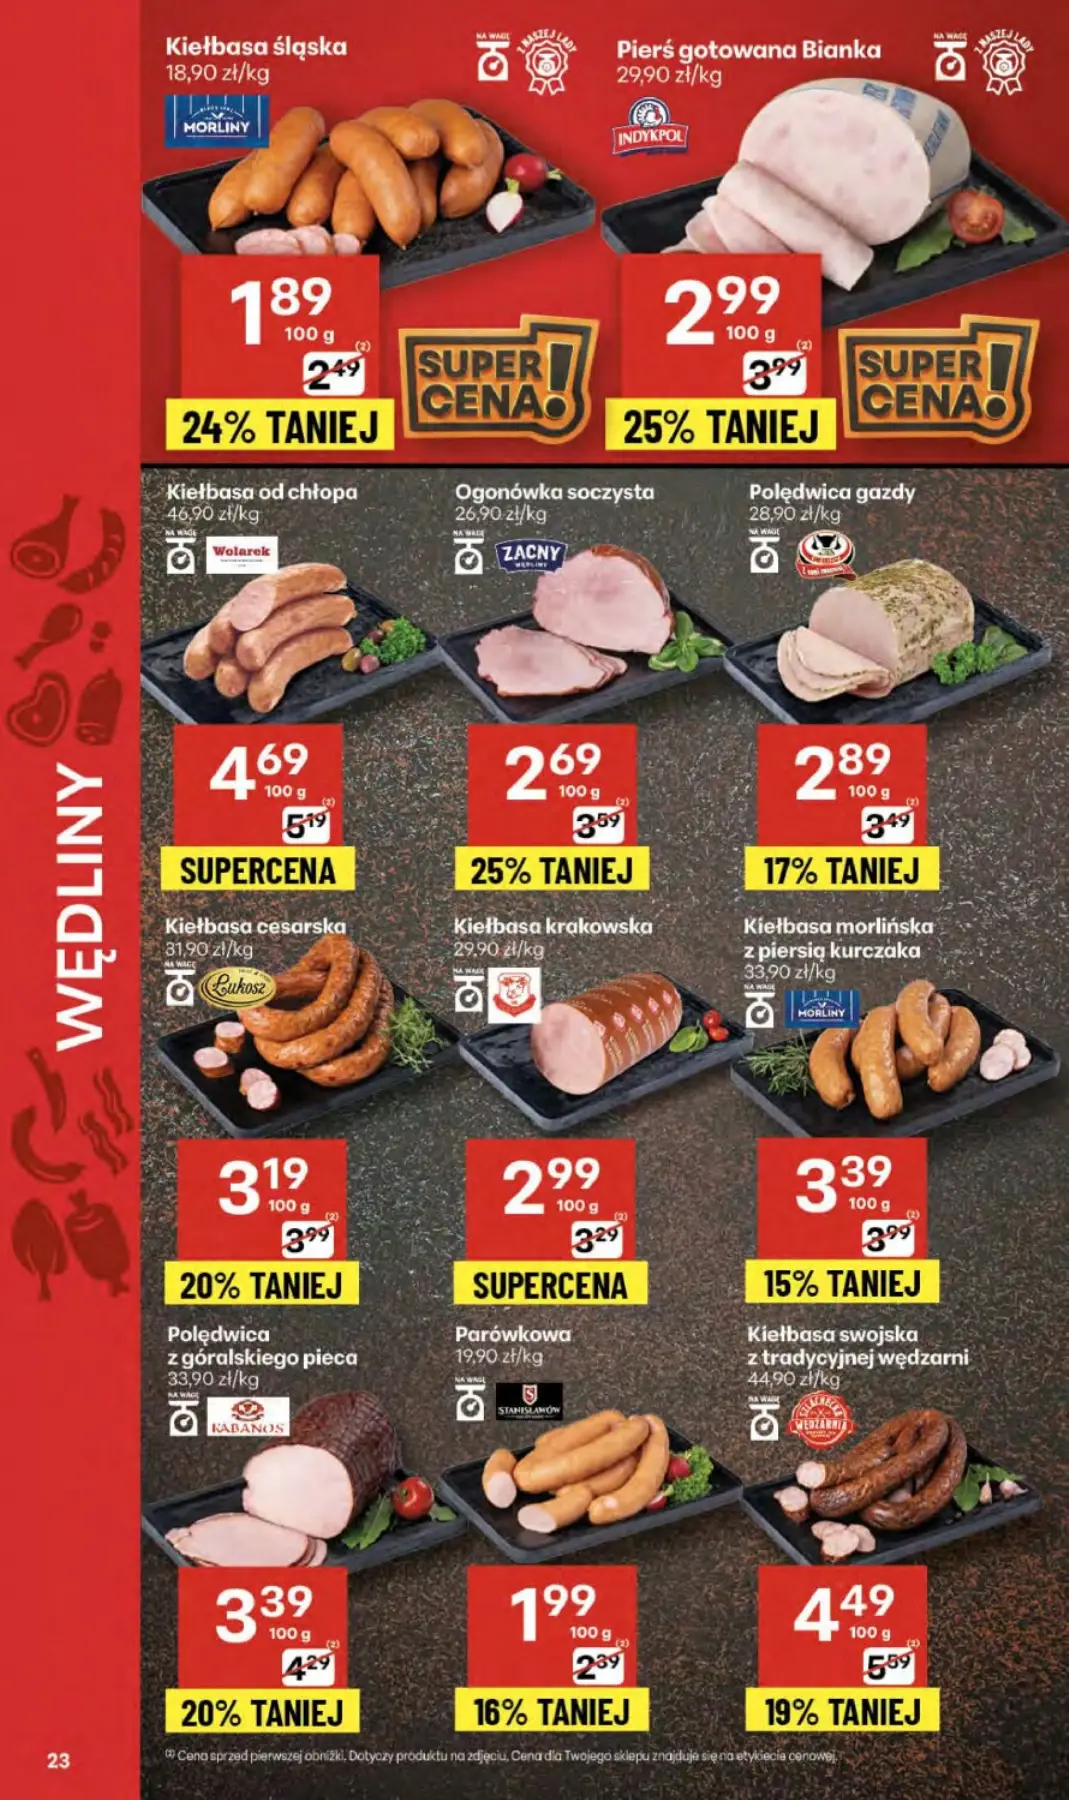 Kiełbasa śląska
18,90 zł/kg
NA WAGĘ
Z NASZEJ LADY
MORLINY
1 89
100 g
(2)
2 49
24% TANIEJ
SUPER
CENA!
Pierś gotowana Bianka
29,90 zł/kg
NA WAGĘ
Z NASZEJ LADY
INDYKPOL
2 99
100 g
(2)
3 99
25% TANIEJ
SUPER
CENA!
Kiełbasa od chłopa
46,90 zł/kg
NA WAGĘ
Wolarek
4 69
100 g
(2)
5 19
SUPERCENA
Ogonówka soczysta
26,90 zł/kg
NA WAGĘ
ZACNY
WĘDLINY
2 69
100 g
(2)
3 59
25% TANIEJ
Polędwica gazdy
28,90 zł/kg
NA WAGĘ
2 89
100 g
(2)
3 49
17% TANIEJ
Kiełbasa cesarska
31,90 zł/kg
NA WAGĘ
Łukosz
3 19
100 g
(2)
3 99
20% TANIEJ
Kiełbasa krakowska
29,90 zł/kg
NA WAGĘ
2 99
100 g
(2)
3 29
SUPERCENA
Kiełbasa morlińska
z piersią kurczaka
33,90 zł/kg
NA WAGĘ
MORLINY
3 39
100 g
(2)
3 99
15% TANIEJ
Polędwica
z góralskiego pieca
33,90 zł/kg
NA WAGĘ
KABANOS
3 39
100 g
(2)
4 29
20% TANIEJ
Parówkowa
19,90 zł/kg
NA WAGĘ
STANISŁAWÓW
1 99
100 g
(2)
2 39
16% TANIEJ
Kiełbasa swojska
z tradycyjnej wędzarni
44,90 zł/kg
NA WAGĘ
SZLACHECKA
WĘDZARNIA
4 49
100 g
(2)
5 59
19% TANIEJ
WĘDLINY
23
(2) Cena sprzed pierwszej obniżki. Dotyczy produktu na zdjęciu. Cena dla Twojego sklepu znajduje się na etykiecie cenowej.